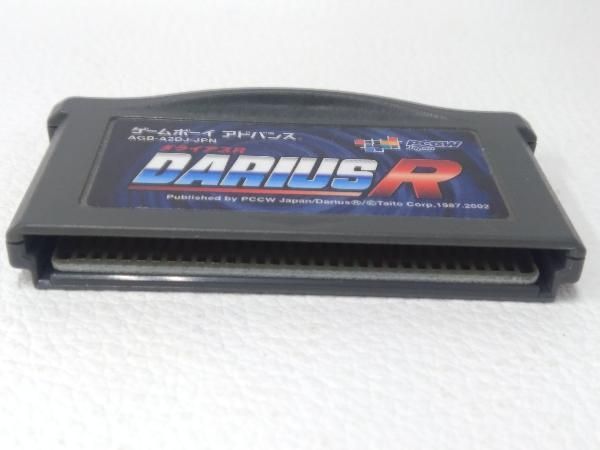 ゲームボーイ アドバンス
AGB-A2DJ-JPN
PCCW
Japan
ダライアスR
DARIUS R
Published by PCCW Japan/Darius®/©Taito Corp.1987.2002